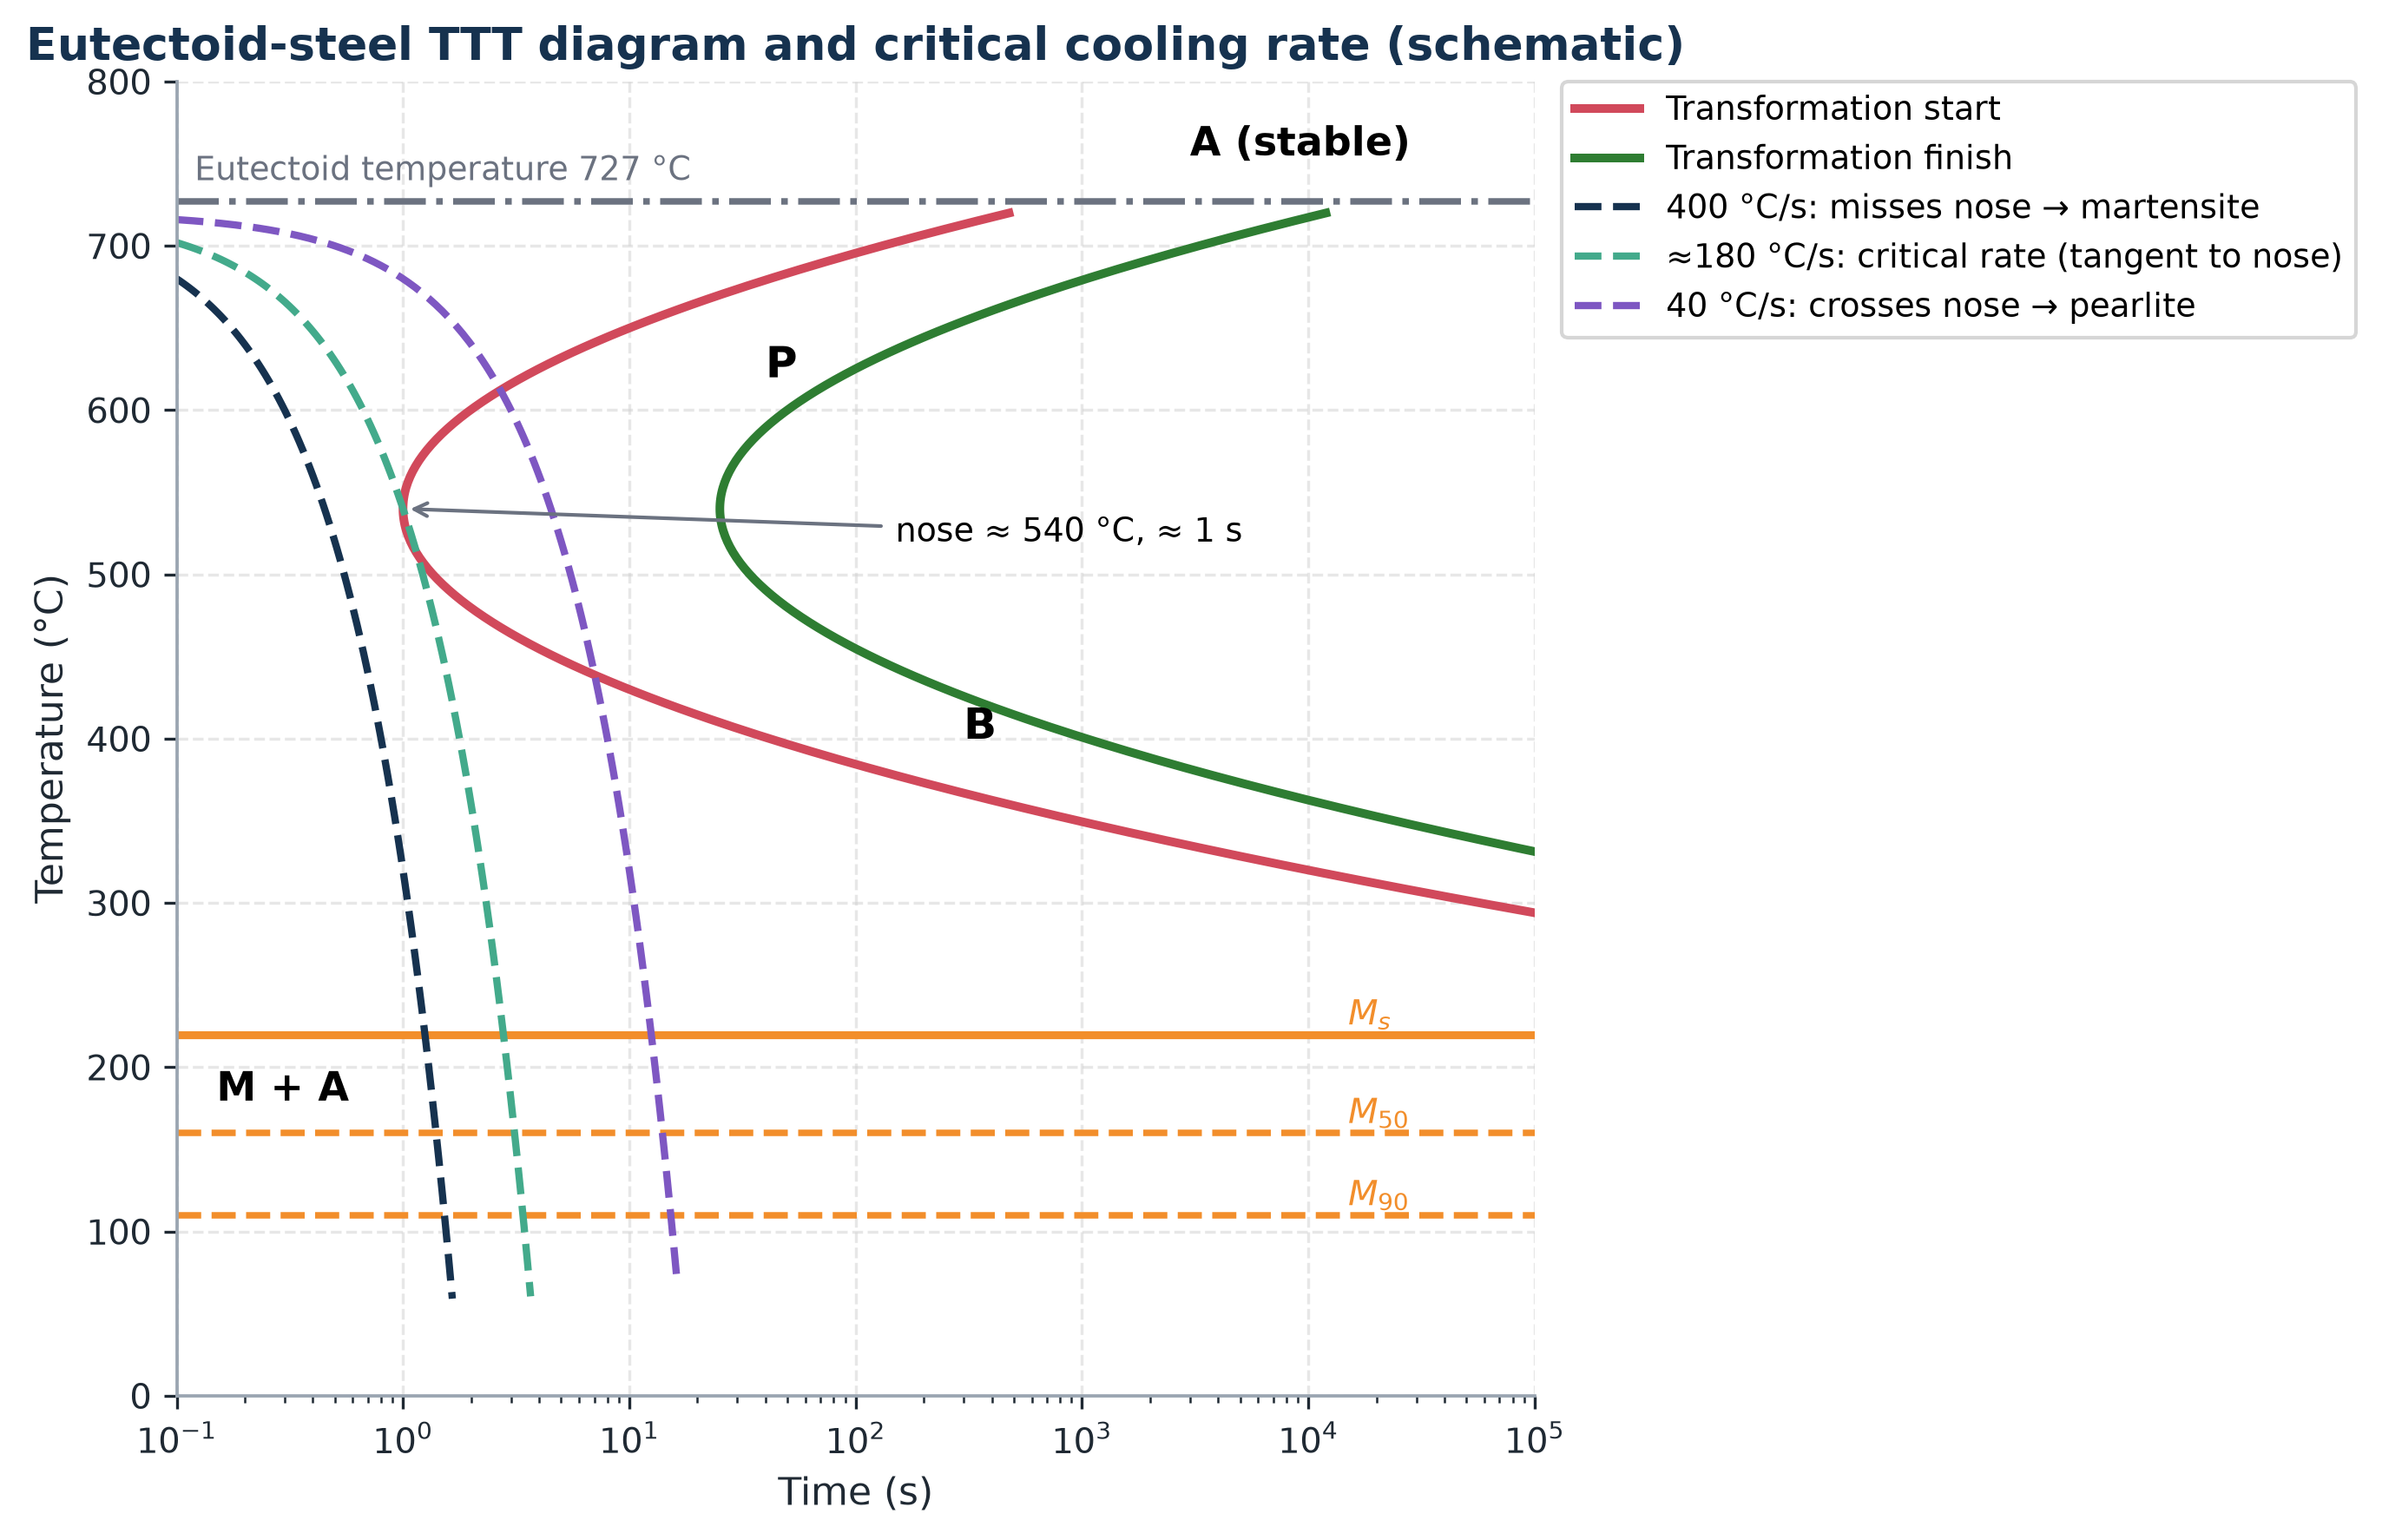 Eutectoid-steel TTT diagram and critical cooling rate (schematic)
Transformation start
Transformation finish
400 °C/s: misses nose → martensite
≈180 °C/s: critical rate (tangent to nose)
40 °C/s: crosses nose → pearlite
A (stable)
Eutectoid temperature 727 °C
P
nose ≈ 540 °C, ≈ 1 s
B
M + A
Mₛ
M₅₀
M₉₀
Temperature (°C)
800
700
600
500
400
300
200
100
0
10⁻¹
10⁰
10¹
10²
10³
10⁴
10⁵
Time (s)